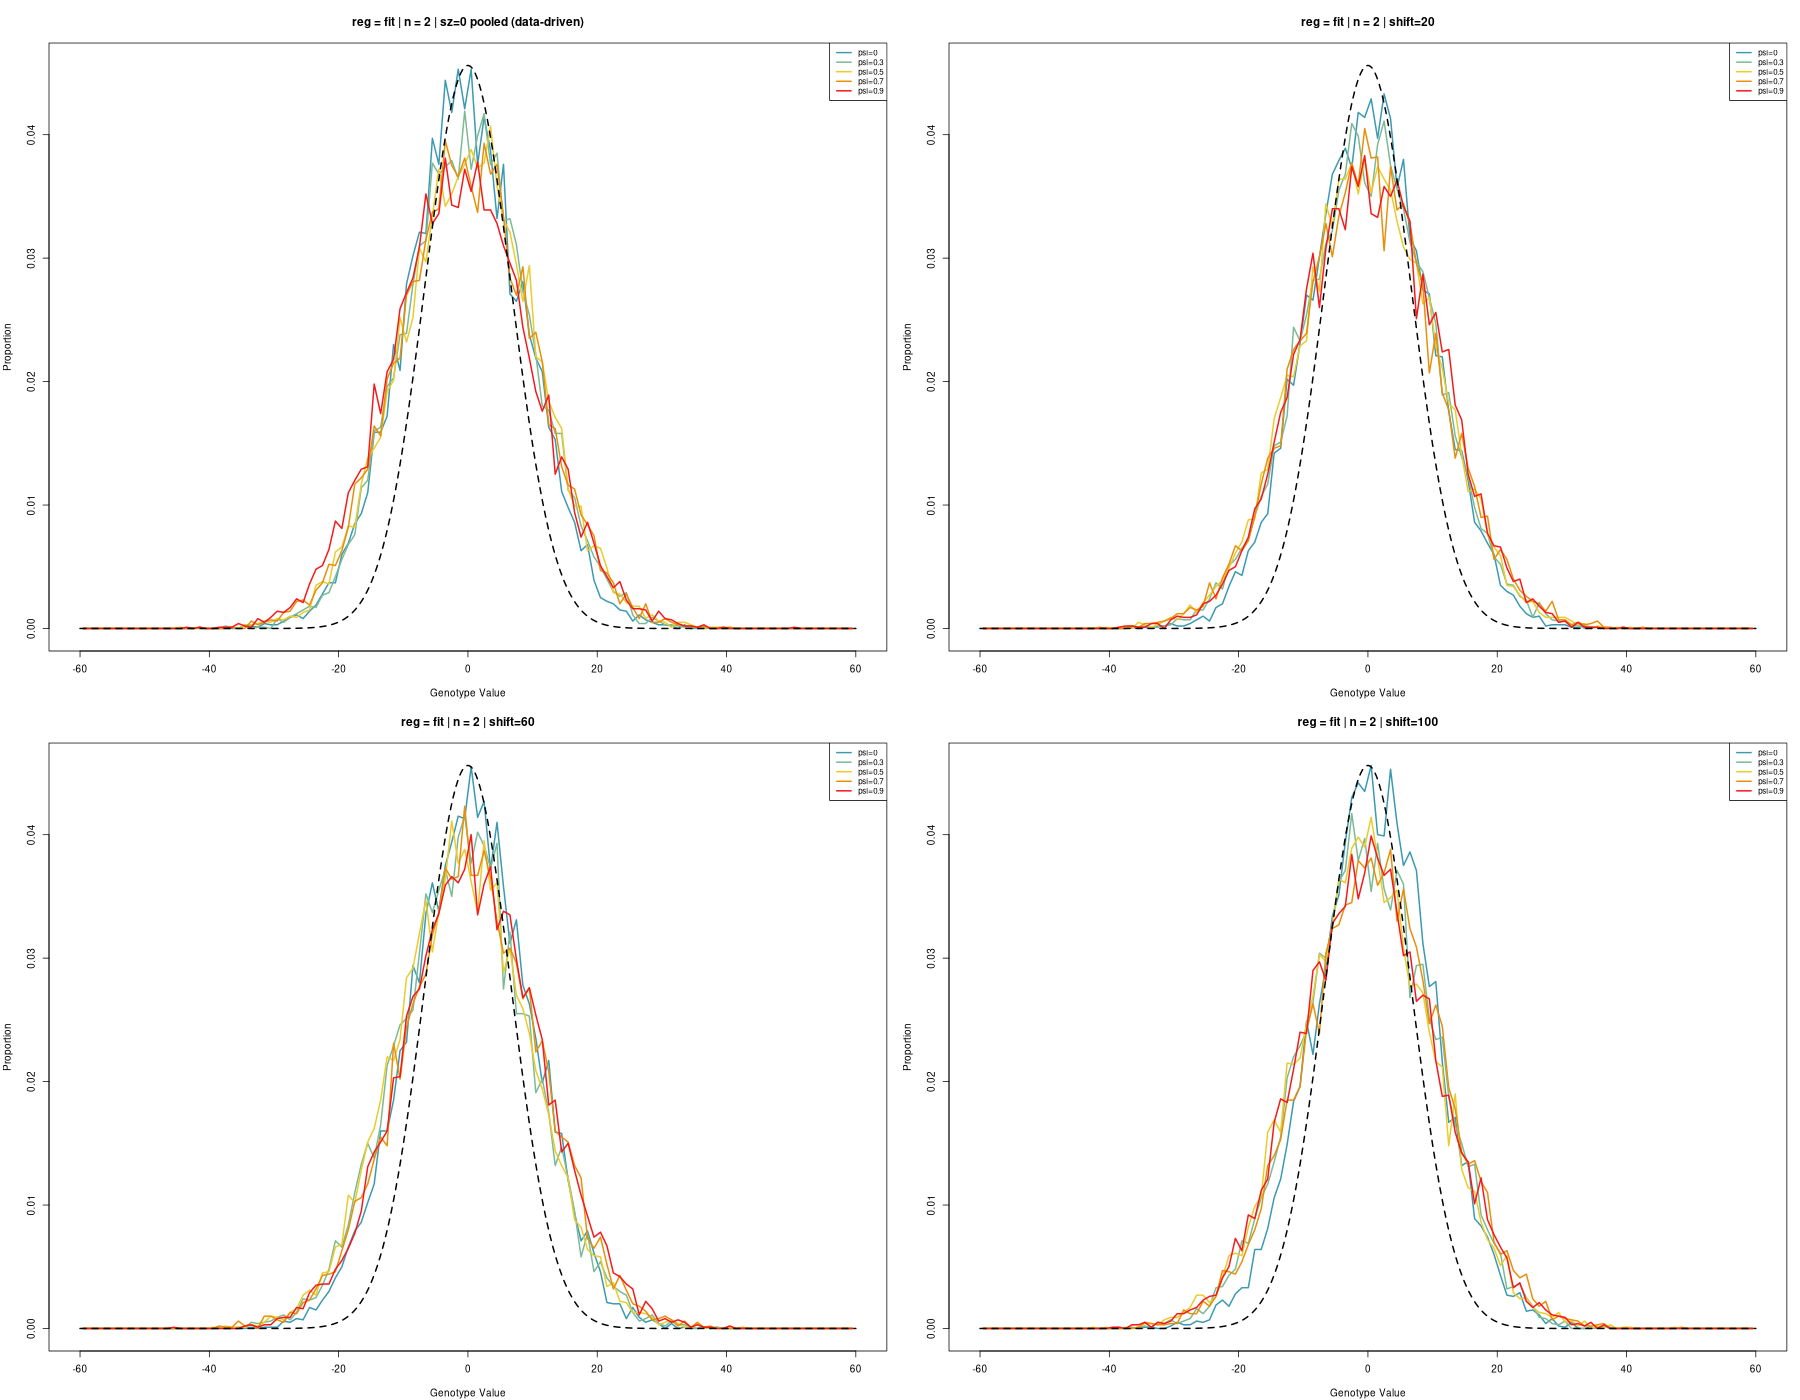 reg = fit | n = 2 | sz=0 pooled (data-driven)
psi=0
psi=0.3
psi=0.5
psi=0.7
psi=0.9
Proportion
0.04
0.03
0.02
0.01
0.00
-60 -40 -20 0 20 40 60
Genotype Value
reg = fit | n = 2 | shift=20
psi=0
psi=0.3
psi=0.5
psi=0.7
psi=0.9
Proportion
0.04
0.03
0.02
0.01
0.00
-60 -40 -20 0 20 40 60
Genotype Value
reg = fit | n = 2 | shift=60
psi=0
psi=0.3
psi=0.5
psi=0.7
psi=0.9
Proportion
0.04
0.03
0.02
0.01
0.00
-60 -40 -20 0 20 40 60
Genotype Value
reg = fit | n = 2 | shift=100
psi=0
psi=0.3
psi=0.5
psi=0.7
psi=0.9
Proportion
0.04
0.03
0.02
0.01
0.00
-60 -40 -20 0 20 40 60
Genotype Value